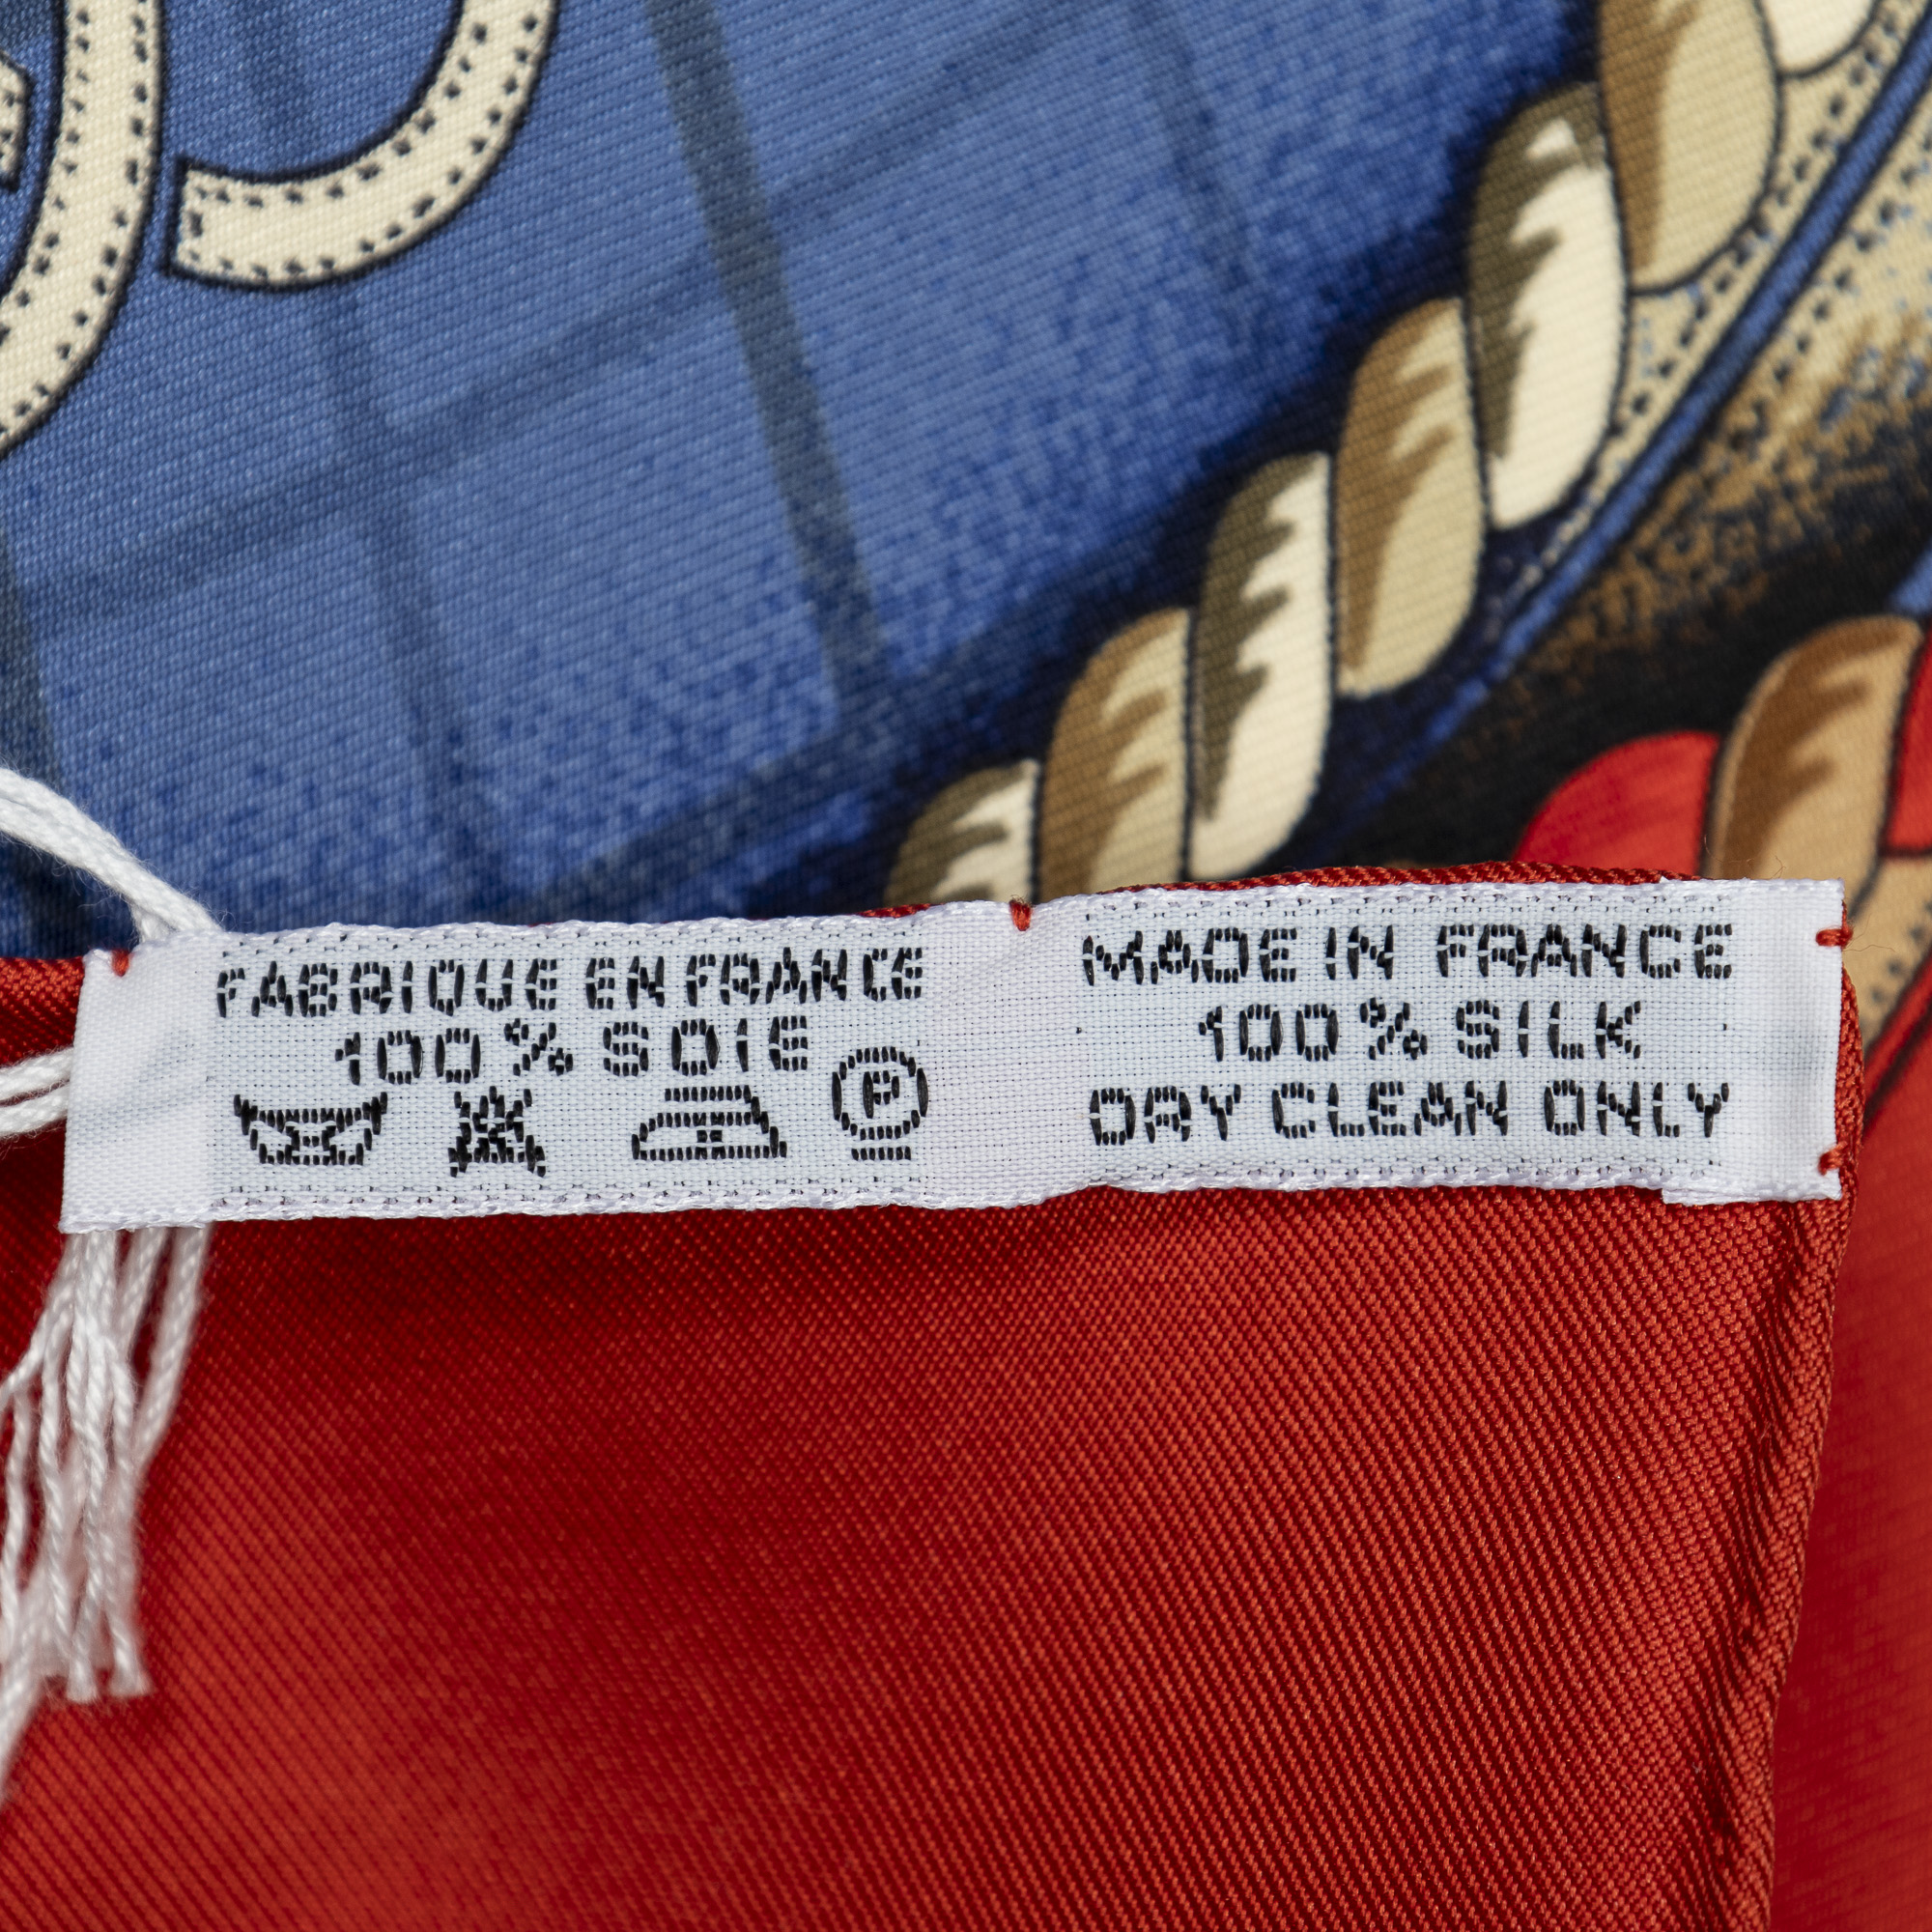 FABRIQUE EN FRANCE
100% SOIE
P
MADE IN FRANCE
100% SILK
DRY CLEAN ONLY